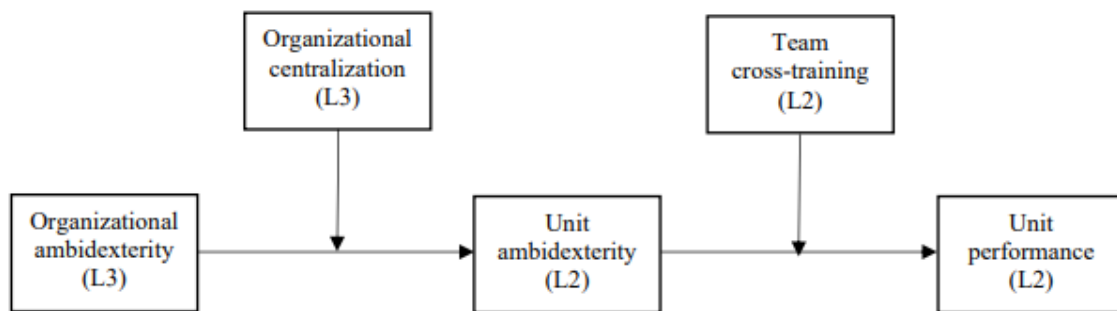 Organizational
centralization
(L3)
Team
cross-training
(L2)
Organizational
ambidexterity
(L3)
Unit
ambidexterity
(L2)
Unit
performance
(L2)